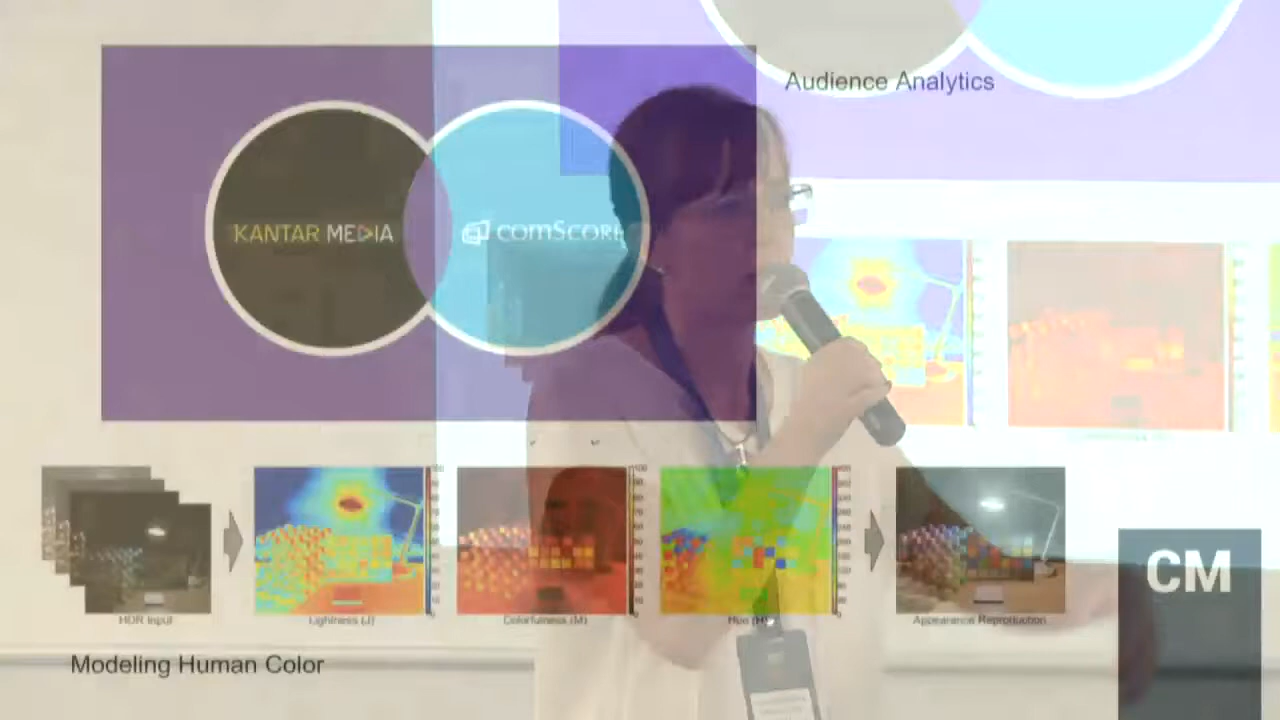 Audience Analytics
KANTAR MEDIA
comScore
HDR Input
Lightness (J)
Colorfulness (M)
Hue (H)
Appearance Reproduction
CM
Modeling Human Color